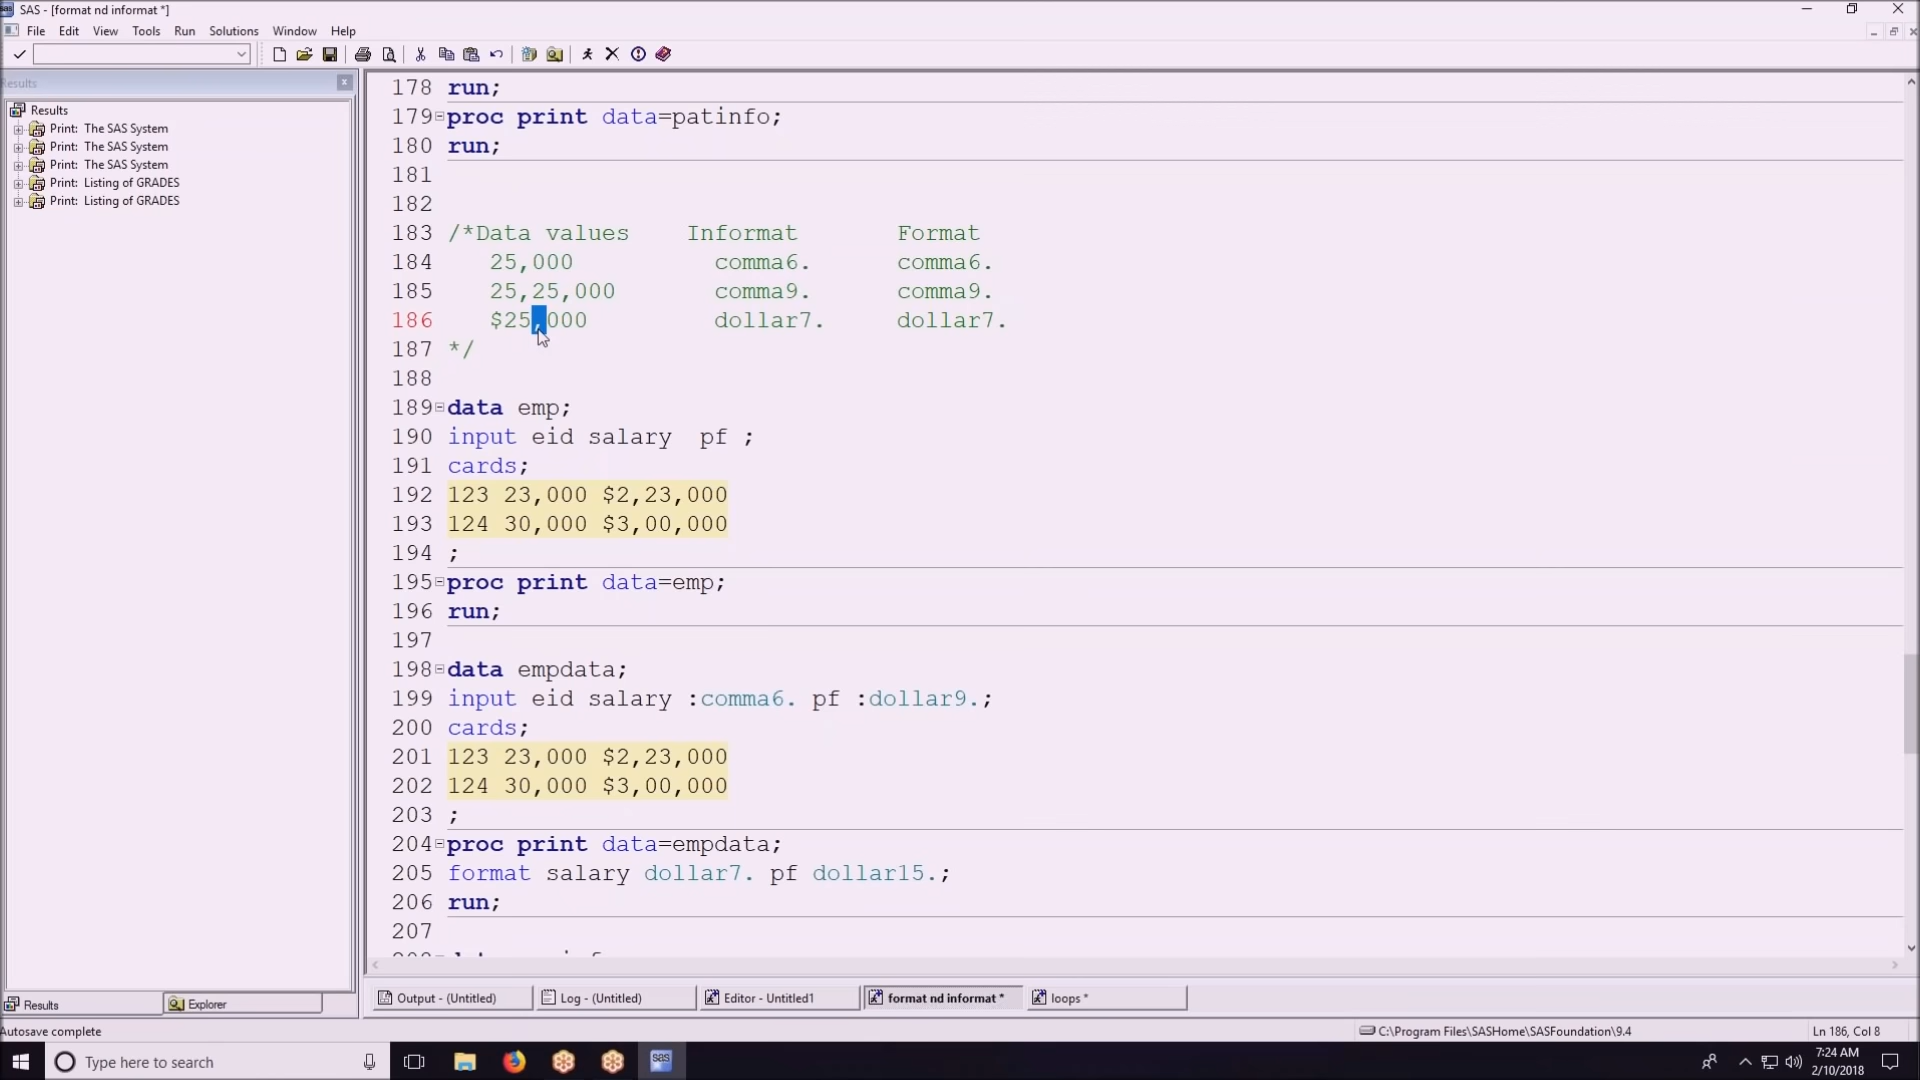 SAS - [format nd informat *]
File Edit View Tools Run Solutions Window Help
Results
Results
Print: The SAS System
Print: The SAS System
Print: The SAS System
Print: Listing of GRADES
Print: Listing of GRADES
178 run;
179 proc print data=patinfo;
180 run;
181
182
183 /*Data values Informat Format
184 25,000 comma6. comma6.
185 25,25,000 comma9. comma9.
186 $25,000 dollar7. dollar7.
187 */
188
189 data emp;
190 input eid salary pf ;
191 cards;
192 123 23,000 $2,23,000
193 124 30,000 $3,00,000
194 ;
195 proc print data=emp;
196 run;
197
198 data empdata;
199 input eid salary :comma6. pf :dollar9.;
200 cards;
201 123 23,000 $2,23,000
202 124 30,000 $3,00,000
203 ;
204 proc print data=empdata;
205 format salary dollar7. pf dollar15.;
206 run;
207
Results Explorer
Output - (Untitled) Log - (Untitled) Editor - Untitled1 format nd informat * loops *
Autosave complete C:\Program Files\SASHome\SASFoundation\9.4 Ln 186, Col 8
Type here to search
sas
7:24 AM
2/10/2018